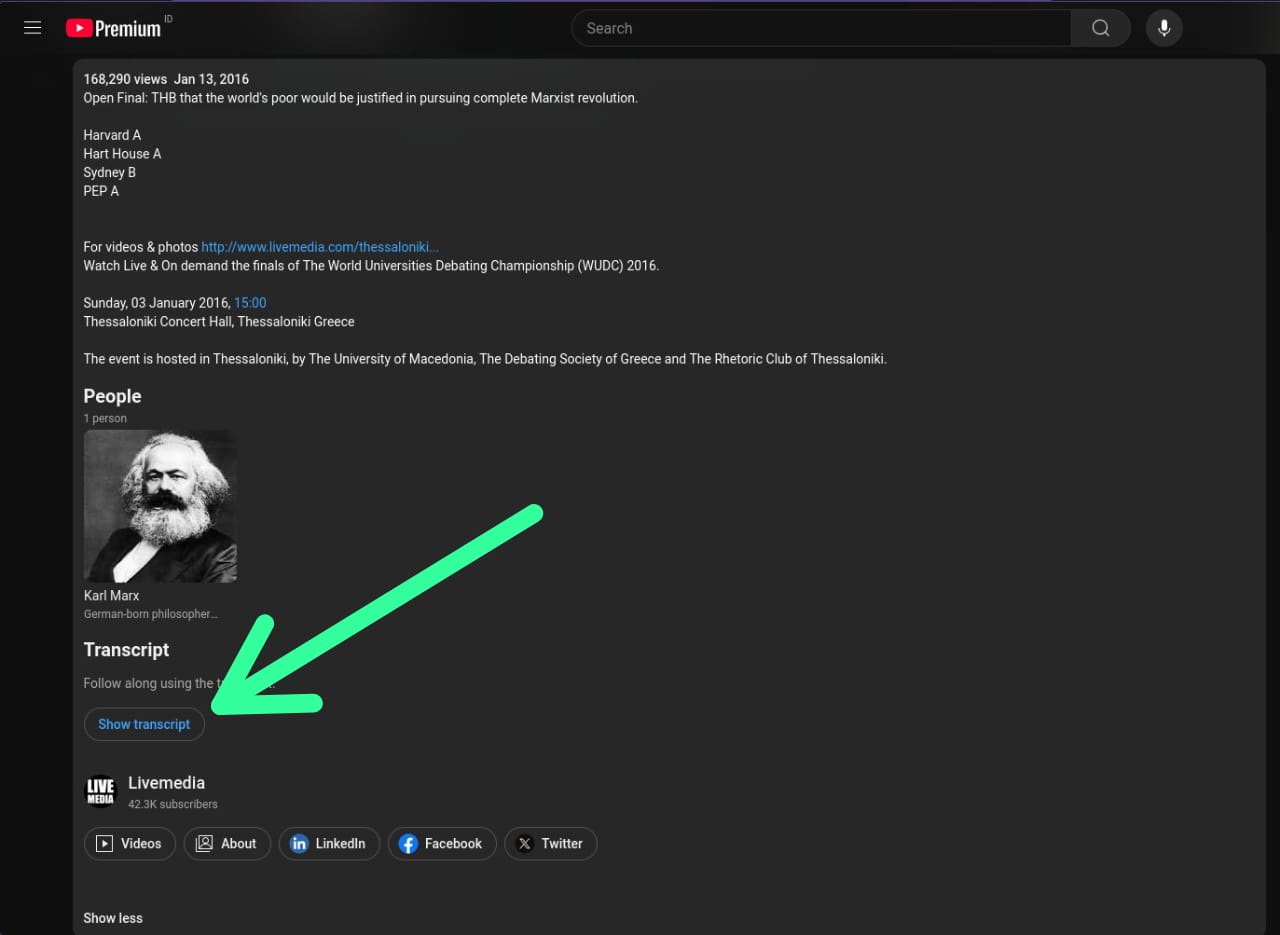 Premium ID
Search
168,290 views Jan 13, 2016
Open Final: THB that the world's poor would be justified in pursuing complete Marxist revolution.
Harvard A
Hart House A
Sydney B
PEP A
For videos & photos http://www.livemedia.com/thessaloniki...
Watch Live & On demand the finals of The World Universities Debating Championship (WUDC) 2016.
Sunday, 03 January 2016, 15:00
Thessaloniki Concert Hall, Thessaloniki Greece
The event is hosted in Thessaloniki, by The University of Macedonia, The Debating Society of Greece and The Rhetoric Club of Thessaloniki.
People
1 person
Karl Marx
German-born philosopher...
Transcript
Follow along using the
Show transcript
LIVE MEDIA
Livemedia
42.3K subscribers
Videos
About
in LinkedIn
Facebook
Twitter
Show less